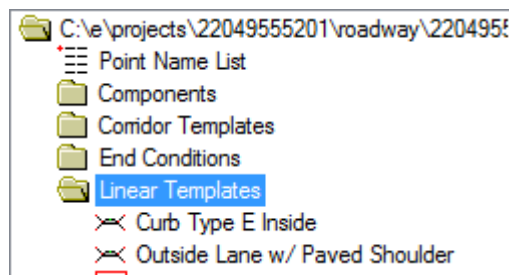 C:\e\projects\22049555201\roadway\2204955
Point Name List
Components
Corridor Templates
End Conditions
Linear Templates
Curb Type E Inside
Outside Lane w/ Paved Shoulder